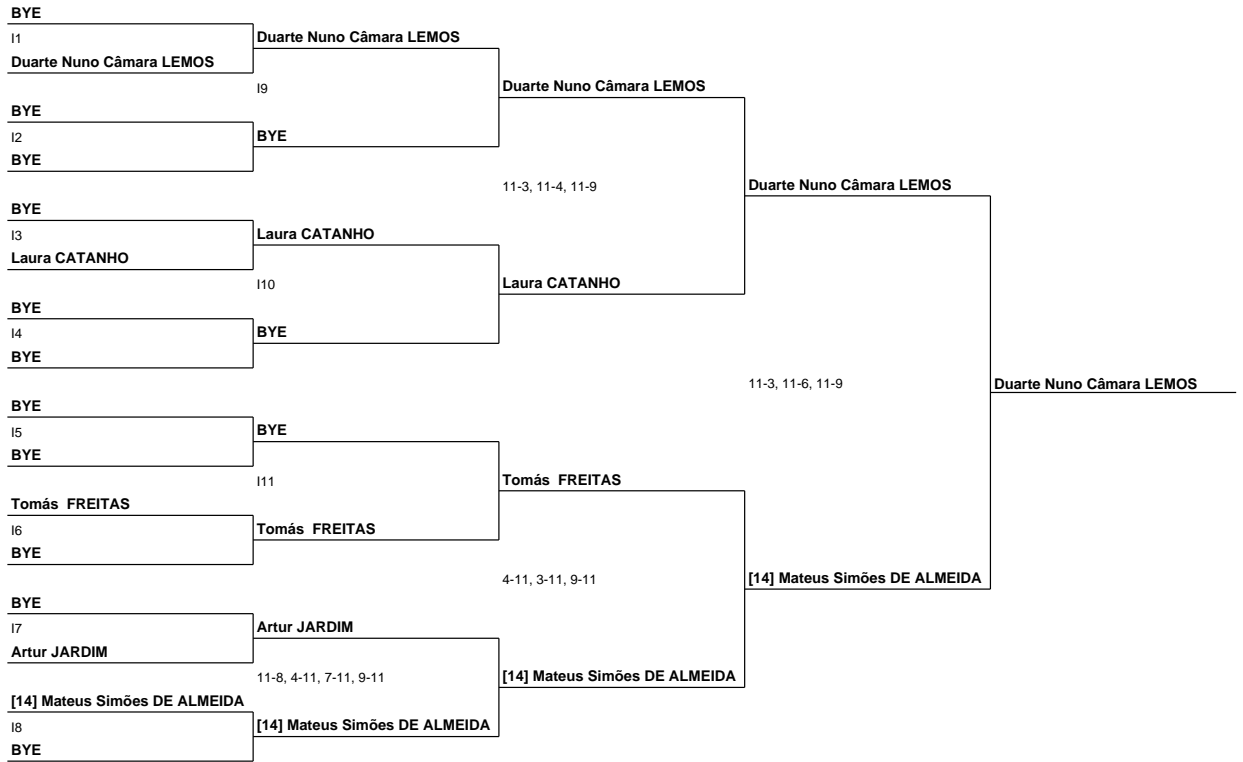 BYE
I1
Duarte Nuno Câmara LEMOS
Duarte Nuno Câmara LEMOS
I9
Duarte Nuno Câmara LEMOS
BYE
I2
BYE
BYE
11-3, 11-4, 11-9
Duarte Nuno Câmara LEMOS
BYE
I3
Laura CATANHO
Laura CATANHO
I10
Laura CATANHO
BYE
I4
BYE
BYE
11-3, 11-6, 11-9
Duarte Nuno Câmara LEMOS
BYE
I5
BYE
BYE
I11
Tomás FREITAS
Tomás FREITAS
I6
BYE
Tomás FREITAS
4-11, 3-11, 9-11
[14] Mateus Simões DE ALMEIDA
BYE
I7
Artur JARDIM
Artur JARDIM
11-8, 4-11, 7-11, 9-11
[14] Mateus Simões DE ALMEIDA
[14] Mateus Simões DE ALMEIDA
I8
BYE
[14] Mateus Simões DE ALMEIDA